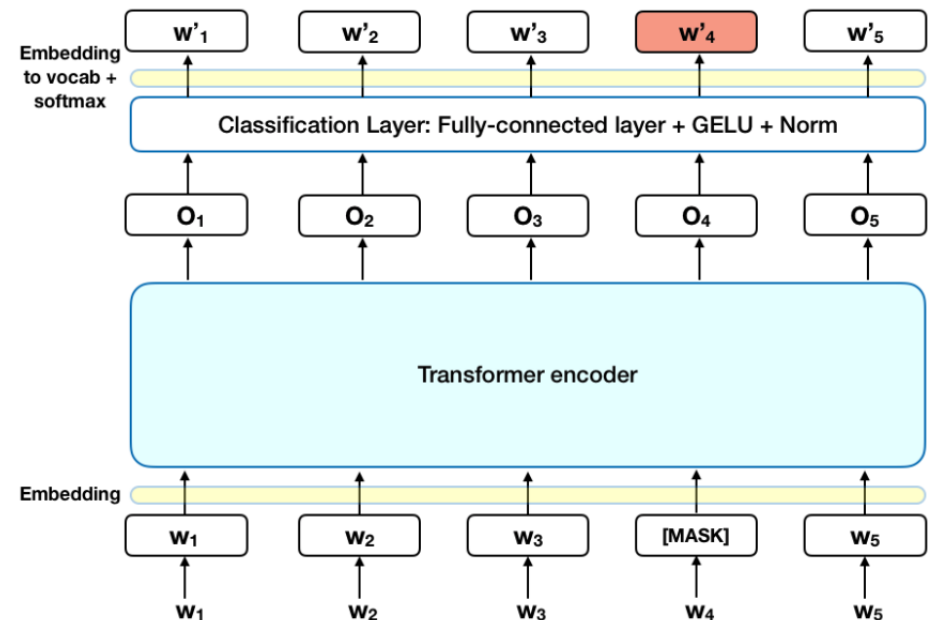 w'₁ w'₂ w'₃ w'₄ w'₅
Embedding
to vocab +
softmax
Classification Layer: Fully-connected layer + GELU + Norm
O₁ O₂ O₃ O₄ O₅
Transformer encoder
Embedding
W₁ W₂ W₃ [MASK] W₅
W₁ W₂ W₃ W₄ W₅